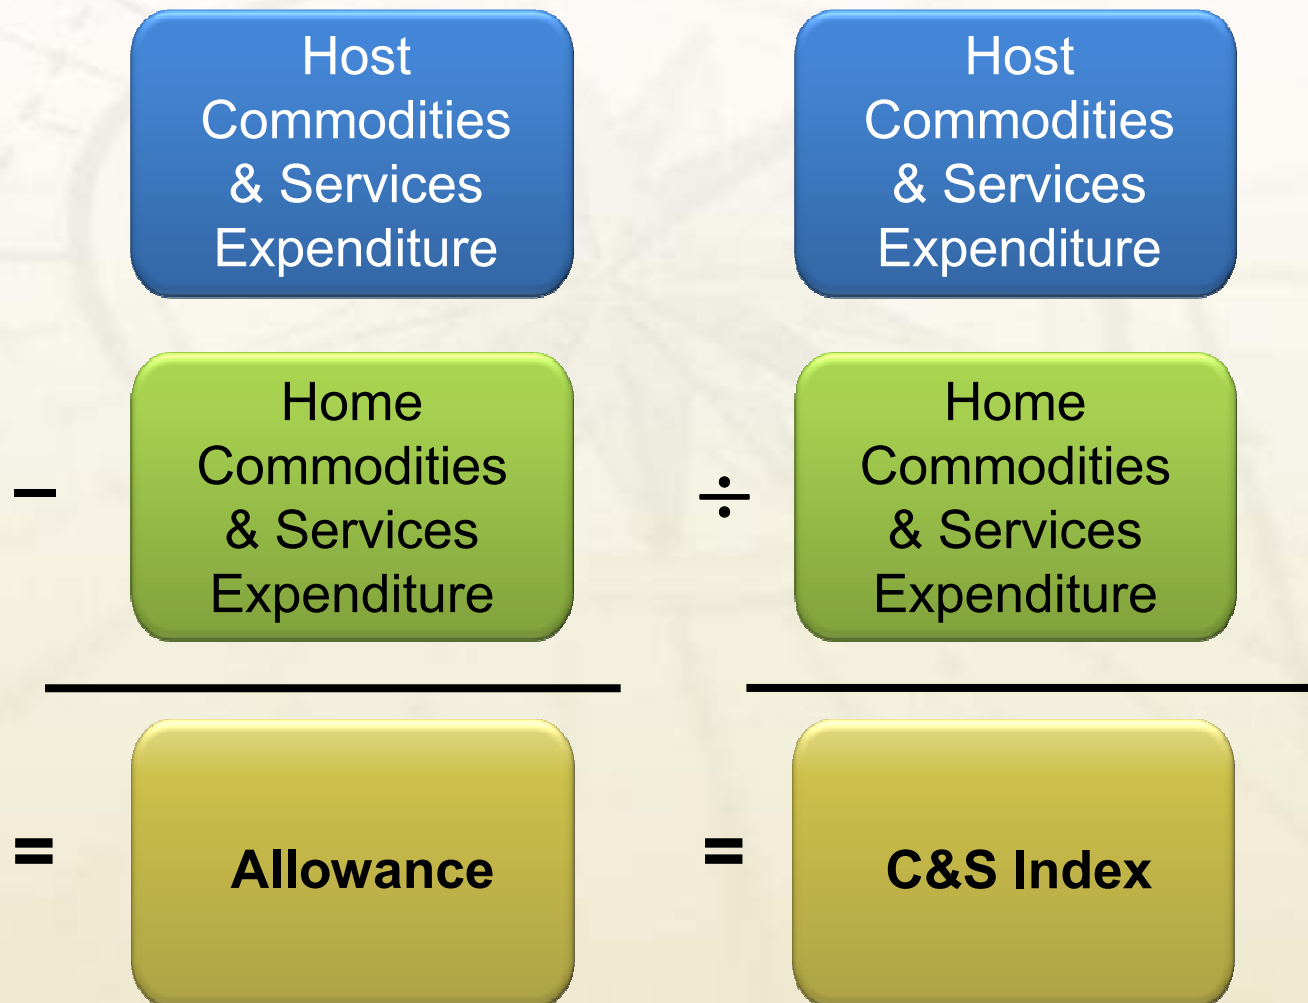 Host
Commodities
& Services
Expenditure
–
Home
Commodities
& Services
Expenditure
=
Allowance
Host
Commodities
& Services
Expenditure
÷
Home
Commodities
& Services
Expenditure
=
C&S Index